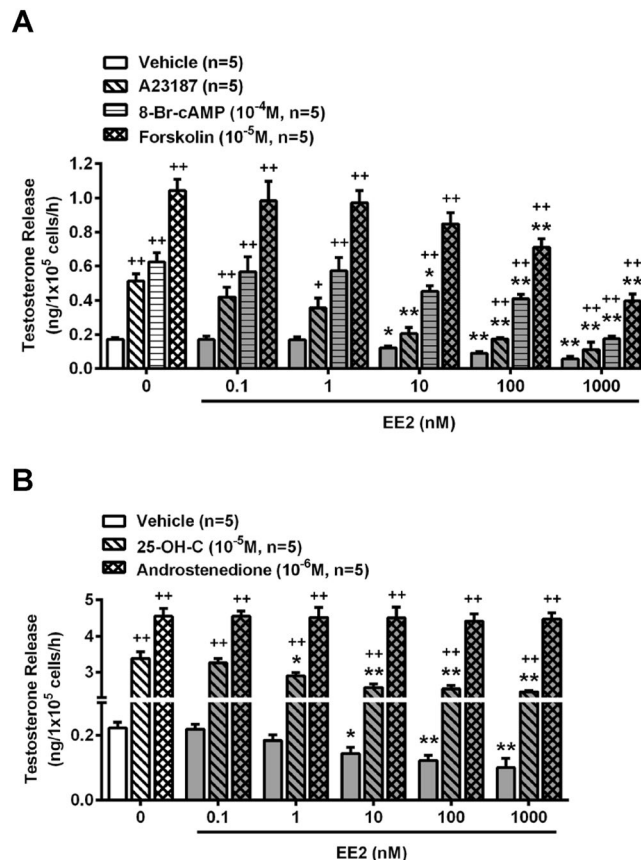 A
Vehicle (n=5)
A23187 (n=5)
8-Br-cAMP (10⁻⁴M, n=5)
Forskolin (10⁻⁵M, n=5)
Testosterone Release
(ng/1x10⁵ cells/h)
1.2
1.0
0.8
0.6
0.4
0.2
0.0
++ ++ ++
++ ++ ++
+ ++ ++
* ** ++ * ++
** ++ ** ++ ** ++ **
** ++ ** ++ ** ++ **
0 0.1 1 10 100 1000
EE2 (nM)
B
Vehicle (n=5)
25-OH-C (10⁻⁵M, n=5)
Androstenedione (10⁻⁶M, n=5)
Testosterone Release
(ng/1x10⁵ cells/h)
5
4
3
0.2
0.0
++ ++
++ ++
++ * ++
* ++ ** ++
** ++ ** ++
** ++ ** ++
0 0.1 1 10 100 1000
EE2 (nM)